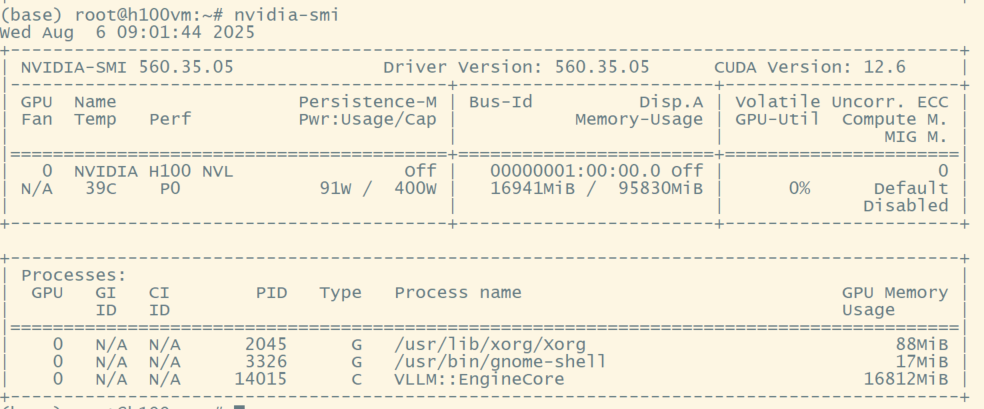 (base) root@h100vm:~# nvidia-smi
Wed Aug  6 09:01:44 2025
+-----------------------------------------------------------------------------------------+
| NVIDIA-SMI 560.35.05              Driver Version: 560.35.05      CUDA Version: 12.6     |
|-----------------------------------------+------------------------+----------------------+
| GPU  Name                 Persistence-M | Bus-Id          Disp.A | Volatile Uncorr. ECC |
| Fan  Temp   Perf          Pwr:Usage/Cap |           Memory-Usage | GPU-Util  Compute M. |
|                                         |                        |               MIG M. |
|=========================================+========================+======================|
|   0  NVIDIA H100 NVL                Off |   00000001:00:00.0 Off |                    0 |
| N/A   39C    P0              91W /  400W |   16941MiB /  95830MiB |      0%      Default |
|                                         |                        |             Disabled |
+-----------------------------------------+------------------------+----------------------+
+-----------------------------------------------------------------------------------------+
| Processes:                                                                              |
|  GPU   GI   CI        PID   Type   Process name                              GPU Memory |
|        ID   ID                                                               Usage      |
|=========================================================================================|
|    0   N/A  N/A      2045      G   /usr/lib/xorg/Xorg                             88MiB |
|    0   N/A  N/A      3326      G   /usr/bin/gnome-shell                           17MiB |
|    0   N/A  N/A     14015      C   VLLM::EngineCore                            16812MiB |
+-----------------------------------------------------------------------------------------+